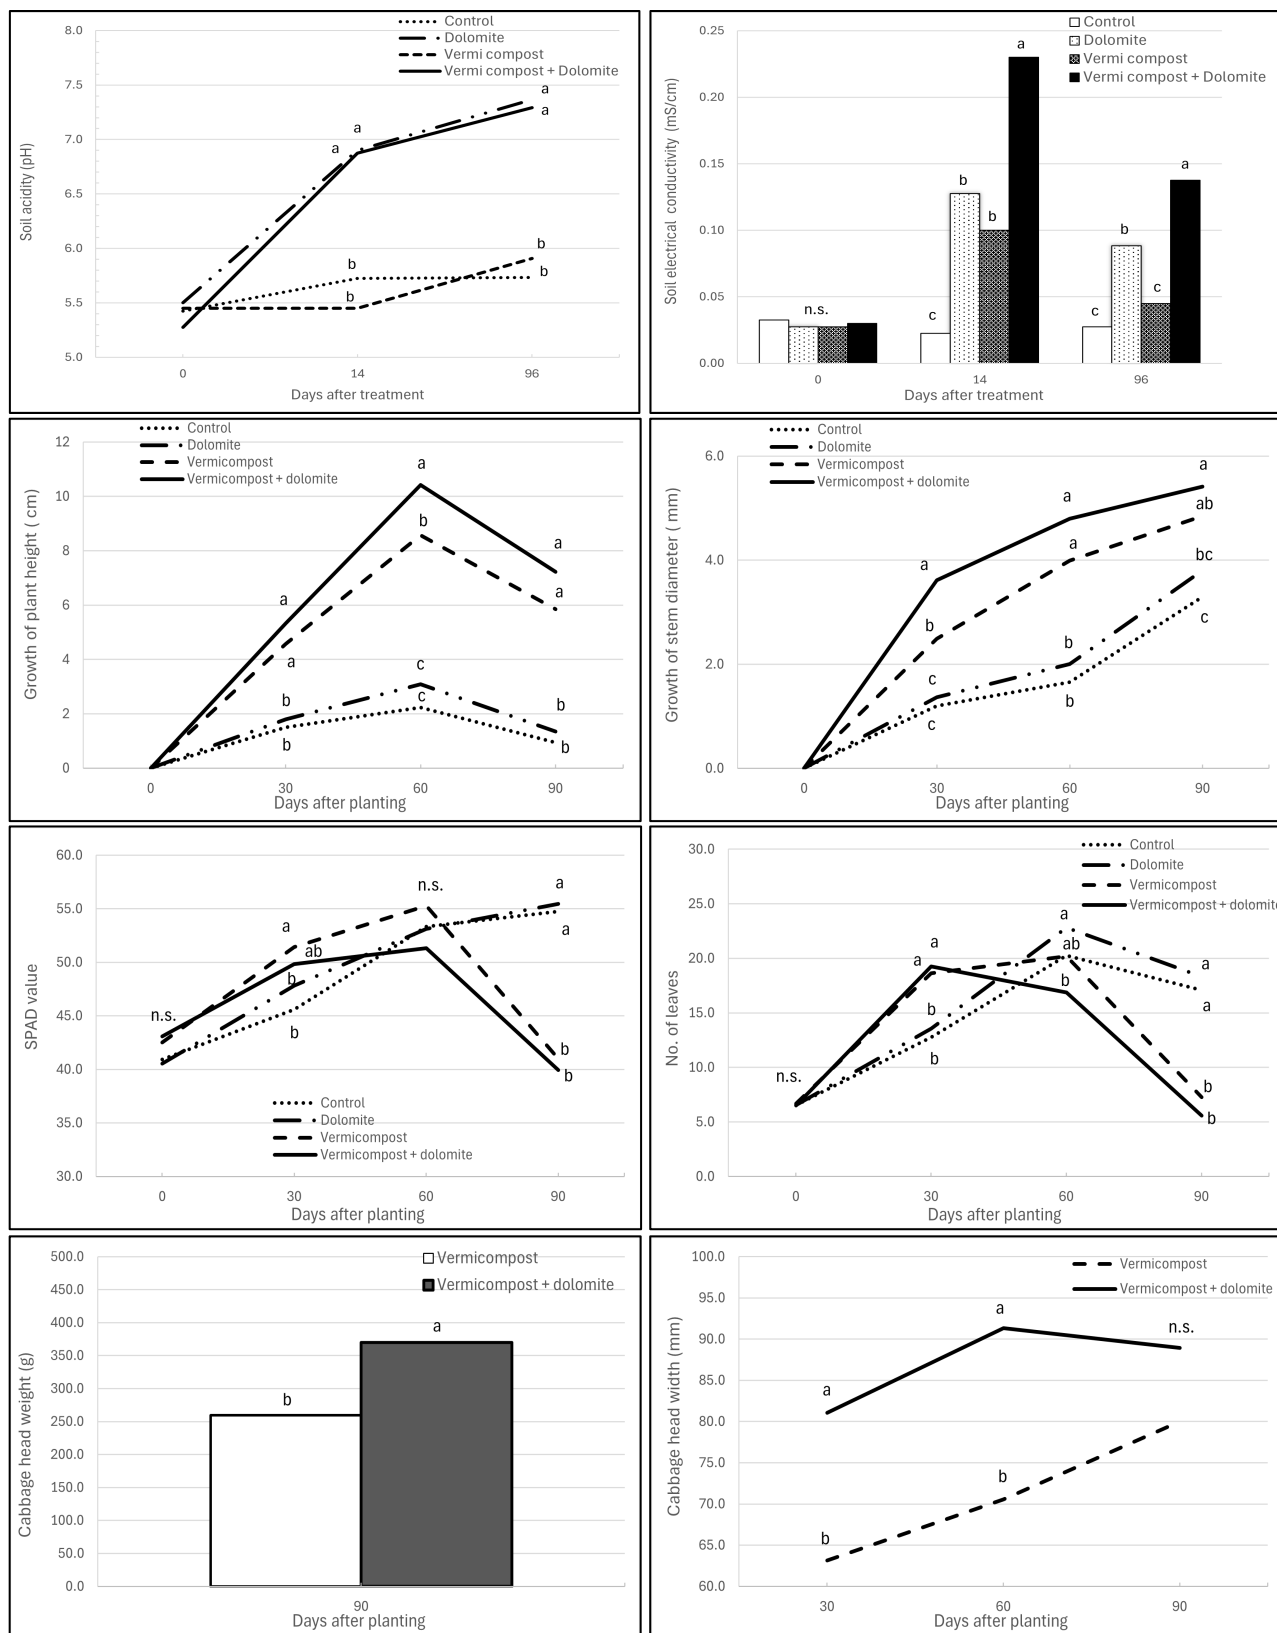 Control
Dolomite
Vermi compost
Vermi compost + Dolomite
8.0
7.5
7.0
6.5
6.0
5.5
5.0
Soil acidity (pH)
a
a
a
a
b
b
b
b
0
14
96
Days after treatment
Control
Dolomite
Vermi compost
Vermi compost + Dolomite
0.25
0.20
0.15
0.10
0.05
0.00
Soil electrical conductivity (mS/cm)
n.s.
c
b
b
a
c
b
c
a
0
14
96
Days after treatment
Control
Dolomite
Vermicompost
Vermicompost + dolomite
12
10
8
6
4
2
0
Growth of plant height ( cm)
a
a
b
b
a
b
c
c
a
a
b
b
0
30
60
90
Days after planting
Control
Dolomite
Vermicompost
Vermicompost + dolomite
6.0
4.0
2.0
0.0
Growth of stem diameter ( mm)
a
b
c
c
a
a
b
b
a
ab
bc
c
0
30
60
90
Days after planting
60.0
55.0
50.0
45.0
40.0
35.0
30.0
SPAD value
n.s.
a
ab
b
b
n.s.
a
a
b
b
Control
Dolomite
Vermicompost
Vermicompost + dolomite
0
30
60
90
Days after planting
Control
Dolomite
Vermicompost
Vermicompost + dolomite
30.0
25.0
20.0
15.0
10.0
5.0
0.0
No. of leaves
n.s.
a
a
b
b
a
ab
b
a
a
b
b
0
30
60
90
Days after planting
Vermicompost
Vermicompost + dolomite
500.0
450.0
400.0
350.0
300.0
250.0
200.0
150.0
100.0
50.0
0.0
Cabbage head weight (g)
b
a
90
Days after planting
Vermicompost
Vermicompost + dolomite
100.0
95.0
90.0
85.0
80.0
75.0
70.0
65.0
60.0
Cabbage head width (mm)
a
a
n.s.
b
b
30
60
90
Days after planting